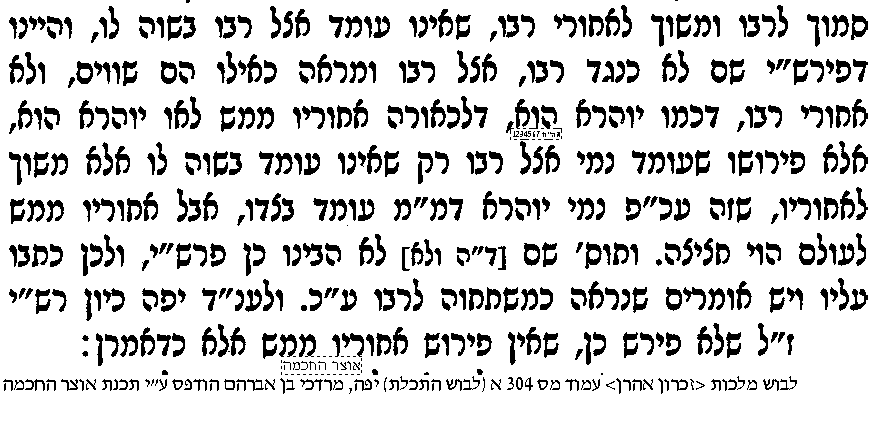 סמוך לרבו ומשוך לאחורי רבו, שאינו עומד אצל רבו בשוה לו, והיינו
דפירש״י שם לא כנגד רבו, אצל רבו ומראה כאילו הם שווים, ולא
אחורי רבו, דכמו יוהרא הוא, דלכאורה אחוריו ממש לאו יוהרא הוא,
אה״ח 1234567
אלא פירושו שעומד נמי אצל רבו רק שאינו עומד בשוה לו אלא משוך
לאחוריו, שזה עכ״פ נמי יוהרא דמ״מ עומד בצדו, אבל אחוריו ממש
לעולם הוי חצילה. ותוס׳ שם [ד״ה ולא] לא הבינו כן פרש״י, ולכן כתבו
עליו ויש אומרים שנראה כמשתחוה לרבו ע״כ. ולענ״ד יפה כיון רש״י
ז״ל שלא פירש כן, שאין פירוש אחוריו ממש אלא כדאמרן:
אוצר החכמה
לבוש מלכות <זכרון אהרן> עמוד מס 304 א (לבוש התכלת) יפה, מרדכי בן אברהם הודפס ע״י תכנת אוצר החכמה